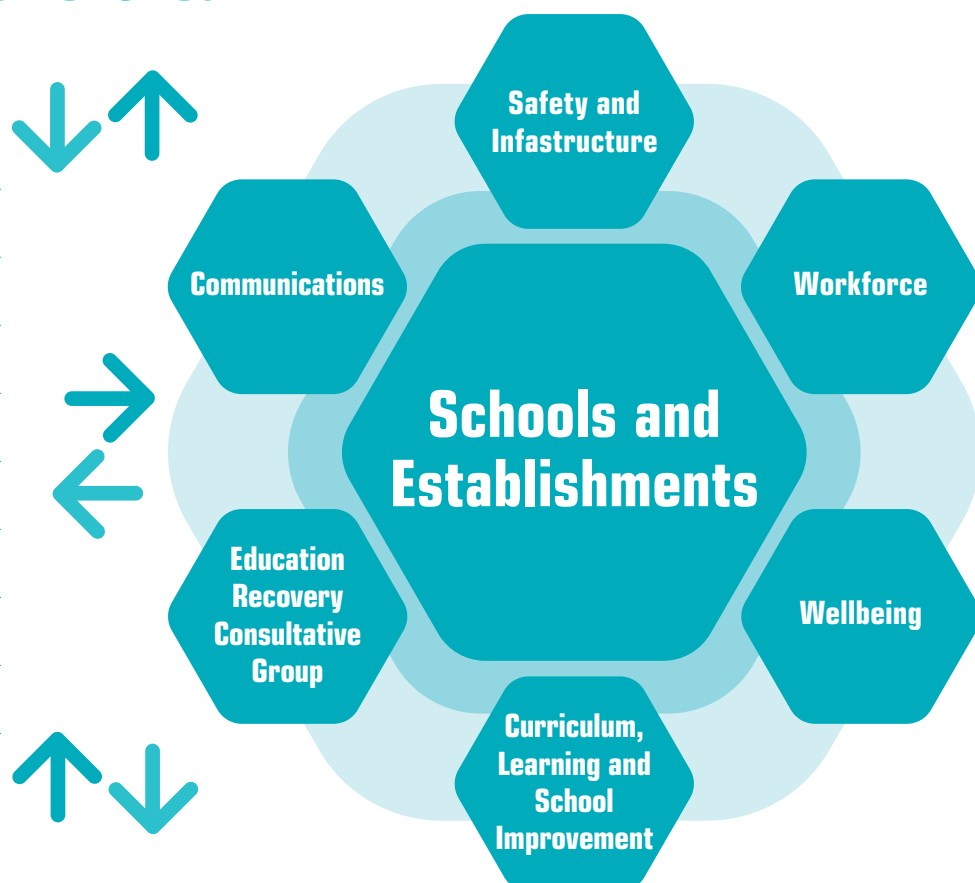 Safety and
Infastructure
Communications
Workforce
Schools and
Establishments
Education
Recovery
Consultative
Group
Wellbeing
Curriculum,
Learning and
School
Improvement